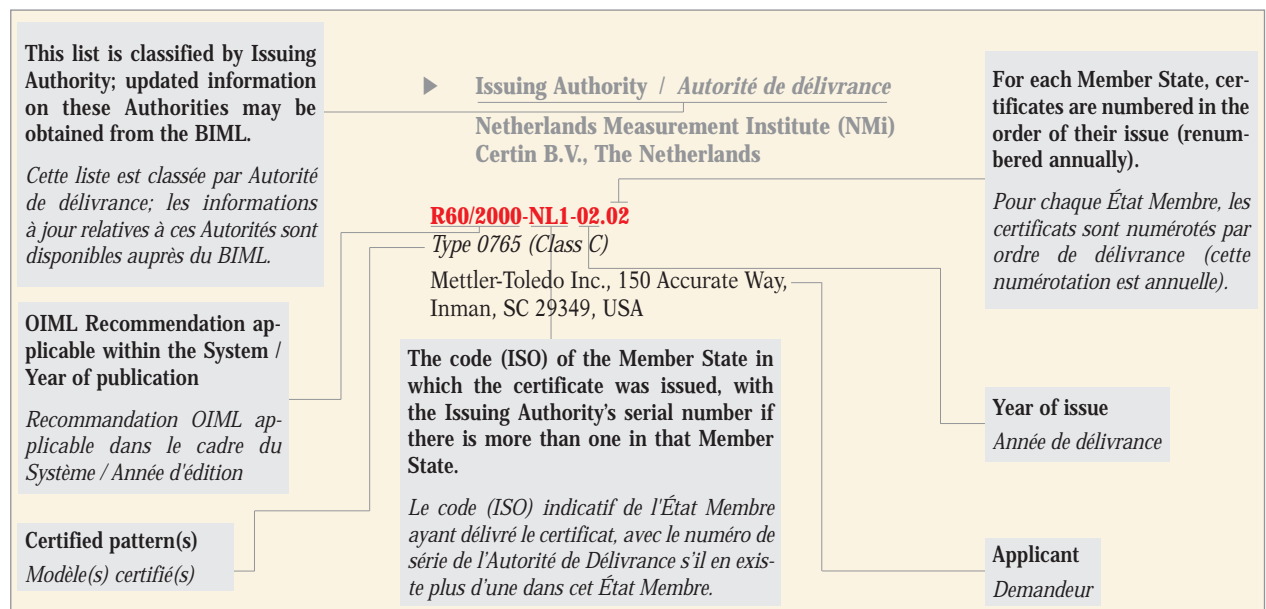 This list is classified by Issuing
Authority; updated information
on these Authorities may be
obtained from the BIML.
Cette liste est classée par Autorité
de délivrance; les informations
à jour relatives à ces Autorités sont
disponibles auprès du BIML.
▶ Issuing Authority / Autorité de délivrance
Netherlands Measurement Institute (NMi)
Certin B.V., The Netherlands
For each Member State, cer-
tificates are numbered in the
order of their issue (renum-
bered annually).
Pour chaque État Membre, les
certificats sont numérotés par
ordre de délivrance (cette
numérotation est annuelle).
R60/2000-NL1-02.02
Type 0765 (Class C)
Mettler-Toledo Inc., 150 Accurate Way,
Inman, SC 29349, USA
OIML Recommendation ap-
plicable within the System /
Year of publication
Recommandation OIML ap-
plicable dans le cadre du
Système / Année d'édition
The code (ISO) of the Member State in
which the certificate was issued, with
the Issuing Authority's serial number if
there is more than one in that Member
State.
Le code (ISO) indicatif de l'État Membre
ayant délivré le certificat, avec le numéro de
série de l'Autorité de Délivrance s'il en exis-
te plus d'une dans cet État Membre.
Year of issue
Année de délivrance
Certified pattern(s)
Modèle(s) certifié(s)
Applicant
Demandeur